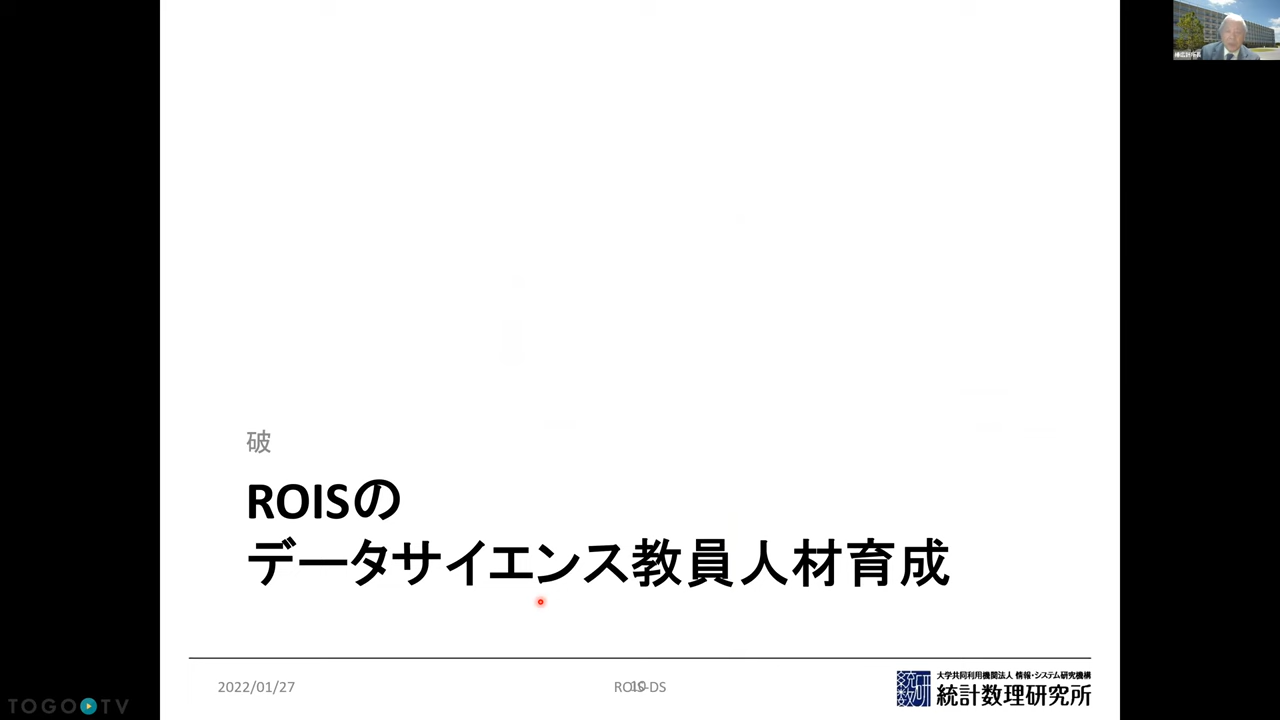 破
ROISの
データサイエンス教員人材育成
2022/01/27
ROIS-DS
10
大学共同利用機関法人 情報・システム研究機構
統計数理研究所
TOGO TV